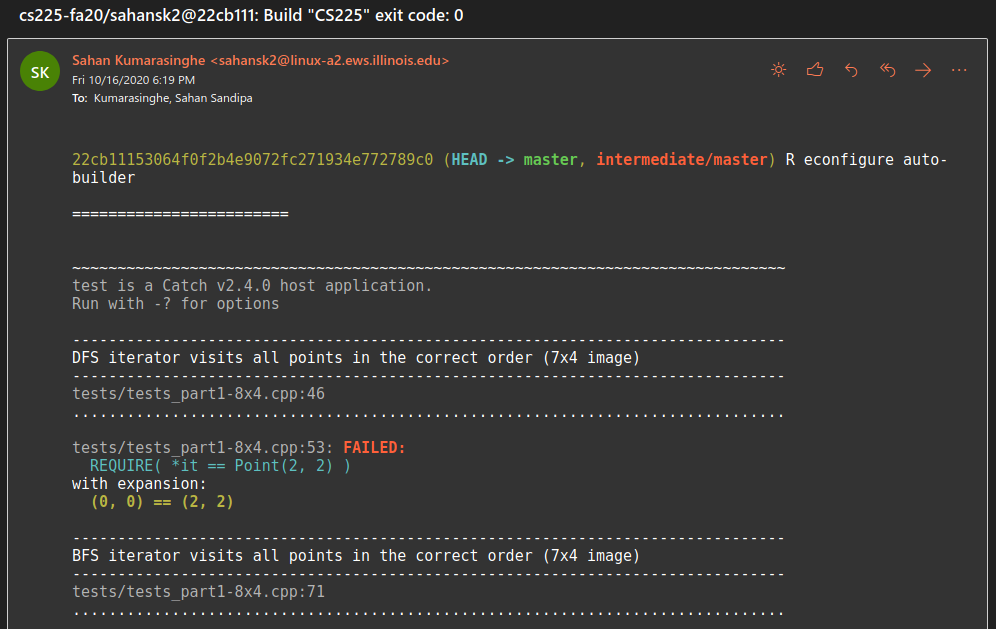 cs225-fa20/sahansk2@22cb111: Build "CS225" exit code: 0
SK
Sahan Kumarasinghe <sahansk2@linux-a2.ews.illinois.edu>
Fri 10/16/2020 6:19 PM
To: Kumarasinghe, Sahan Sandipa
22cb11153064f0f2b4e9072fc271934e772789c0 (HEAD -> master, intermediate/master) R econfigure auto-
builder
========================
~~~~~~~~~~~~~~~~~~~~~~~~~~~~~~~~~~~~~~~~~~~~~~~~~~~~~~~~~~~~~~~~~~~~~~~~~~~~~~~
test is a Catch v2.4.0 host application.
Run with -? for options
-------------------------------------------------------------------------------
DFS iterator visits all points in the correct order (7x4 image)
-------------------------------------------------------------------------------
tests/tests_part1-8x4.cpp:46
...............................................................................
tests/tests_part1-8x4.cpp:53: FAILED:
REQUIRE( *it == Point(2, 2) )
with expansion:
(0, 0) == (2, 2)
-------------------------------------------------------------------------------
BFS iterator visits all points in the correct order (7x4 image)
-------------------------------------------------------------------------------
tests/tests_part1-8x4.cpp:71
...............................................................................